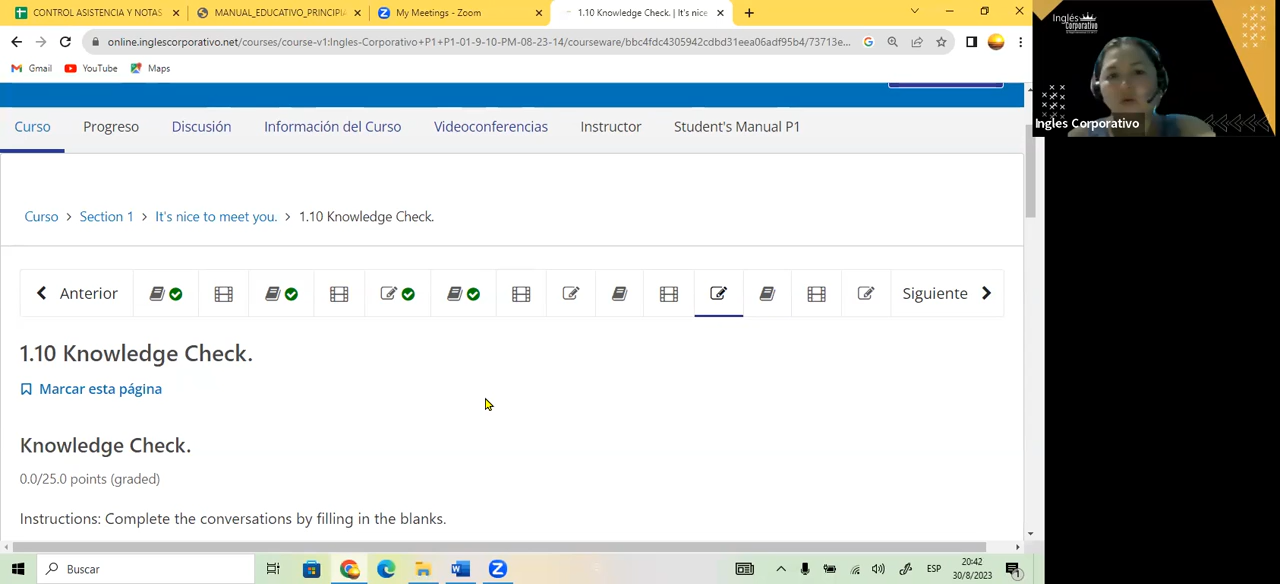 CONTROL ASISTENCIA Y NOTAS
MANUAL_EDUCATIVO_PRINCIPIA
My Meetings - Zoom
1.10 Knowledge Check. | It's nice
online.inglescorporativo.net/courses/course-v1:Ingles-Corporativo+P1+P1-01-9-10-PM-08-23-14/courseware/bbc4fdc4305942cdbd31eea06adf95b4/73713e...
Gmail
YouTube
Maps
Inglés
Corporativo
Ingles Corporativo
Curso
Progreso
Discusión
Información del Curso
Videoconferencias
Instructor
Student's Manual P1
Curso > Section 1 > It's nice to meet you. > 1.10 Knowledge Check.
Anterior
Siguiente
1.10 Knowledge Check.
Marcar esta página
Knowledge Check.
0.0/25.0 points (graded)
Instructions: Complete the conversations by filling in the blanks.
Buscar
ESP
20:42
30/8/2023
1